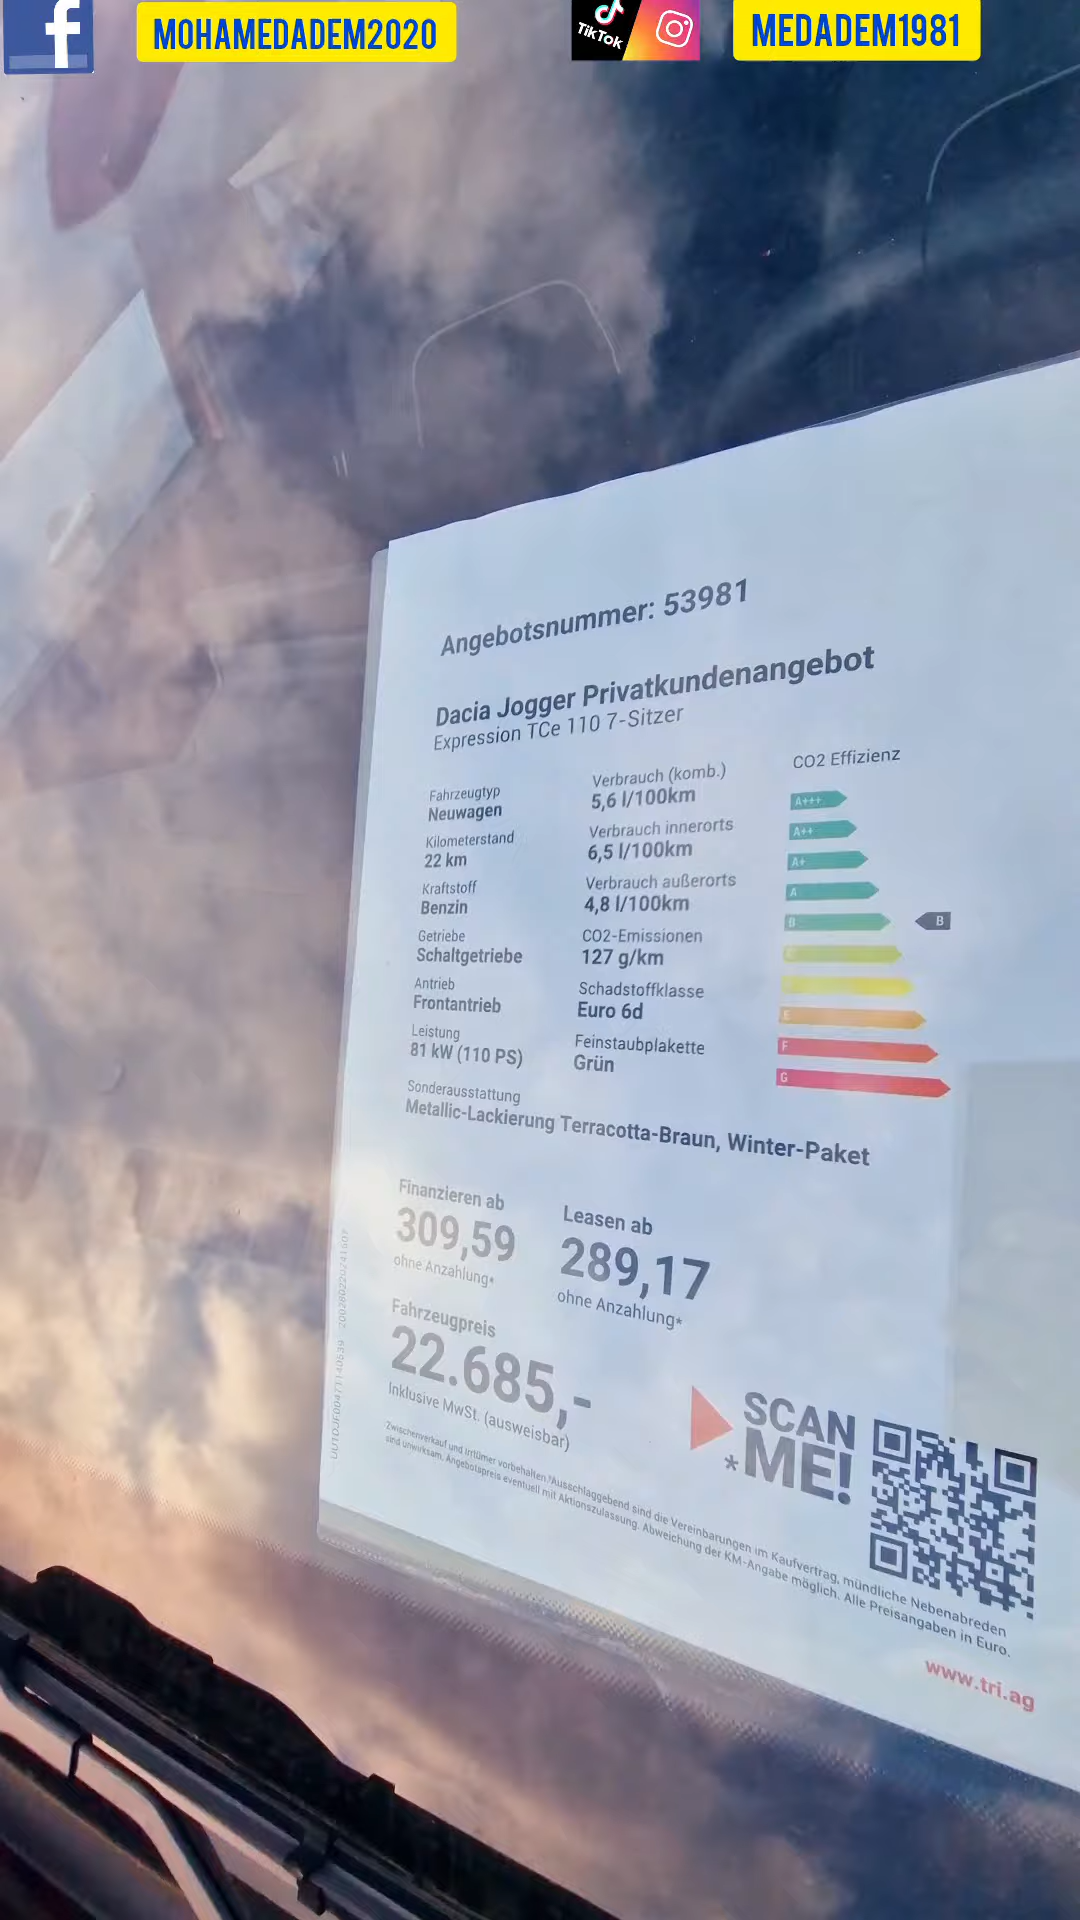 f
MOHAMEDADEM2020
TikTok
MEDADEM1981
Angebotsnummer: 53981
Dacia Jogger Privatkundenangebot
Expression TCe 110 7-Sitzer
Fahrzeugtyp
Neuwagen
Kilometerstand
22 km
Kraftstoff
Benzin
Getriebe
Schaltgetriebe
Antrieb
Frontantrieb
Leistung
81 kW (110 PS)
Verbrauch (komb.)
5,6 l/100km
Verbrauch innerorts
6,5 l/100km
Verbrauch außerorts
4,8 l/100km
CO2-Emissionen
127 g/km
Schadstoffklasse
Euro 6d
Feinstaubplakette
Grün
CO2 Effizienz
A+++
A++
A+
A
B
B
E
F
G
Sonderausstattung
Metallic-Lackierung Terracotta-Braun, Winter-Paket
Finanzieren ab
309,59
ohne Anzahlung*
Leasen ab
289,17
ohne Anzahlung*
Fahrzeugpreis
22.685,-
Inklusive MwSt. (ausweisbar)
SCAN
*ME!
Zwischenverkauf und Irrtümer vorbehalten.*Ausschlaggebend sind die Vereinbarungen im Kaufvertrag, mündliche Nebenabreden
sind unwirksam. Angebotspreis eventuell mit Aktionszulassung. Abweichung der KM-Angabe möglich. Alle Preisangaben in Euro.
www.tri.ag